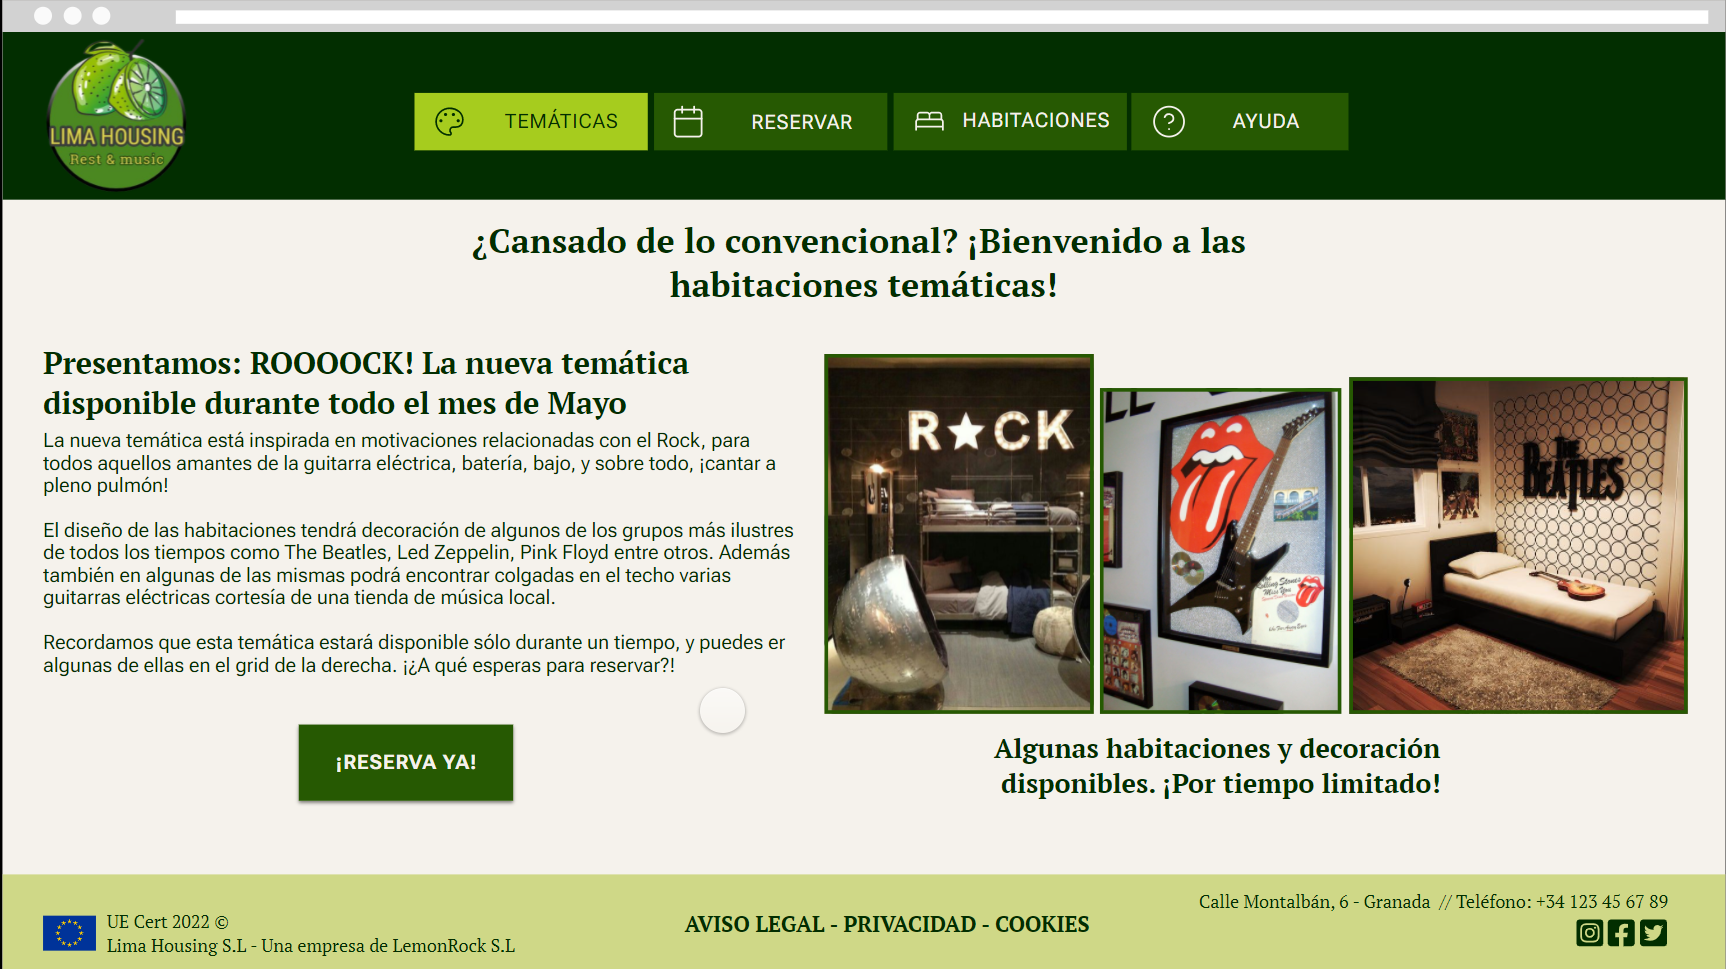 LIMA HOUSING
Rest & music
TEMÁTICAS
RESERVAR
HABITACIONES
AYUDA
¿Cansado de lo convencional? ¡Bienvenido a las
habitaciones temáticas!
Presentamos: ROOOOCK! La nueva temática
disponible durante todo el mes de Mayo
La nueva temática está inspirada en motivaciones relacionadas con el Rock, para
todos aquellos amantes de la guitarra eléctrica, batería, bajo, y sobre todo, ¡cantar a
pleno pulmón!
El diseño de las habitaciones tendrá decoración de algunos de los grupos más ilustres
de todos los tiempos como The Beatles, Led Zeppelin, Pink Floyd entre otros. Además
también en algunas de las mismas podrá encontrar colgadas en el techo varias
guitarras eléctricas cortesía de una tienda de música local.
Recordamos que esta temática estará disponible sólo durante un tiempo, y puedes er
algunas de ellas en el grid de la derecha. ¡¿A qué esperas para reservar?!
¡RESERVA YA!
R★CK
Rolling Stones
Miss You
THE
BEATLES
Algunas habitaciones y decoración
disponibles. ¡Por tiempo limitado!
UE Cert 2022 ©
Lima Housing S.L - Una empresa de LemonRock S.L
AVISO LEGAL - PRIVACIDAD - COOKIES
Calle Montalbán, 6 - Granada // Teléfono: +34 123 45 67 89